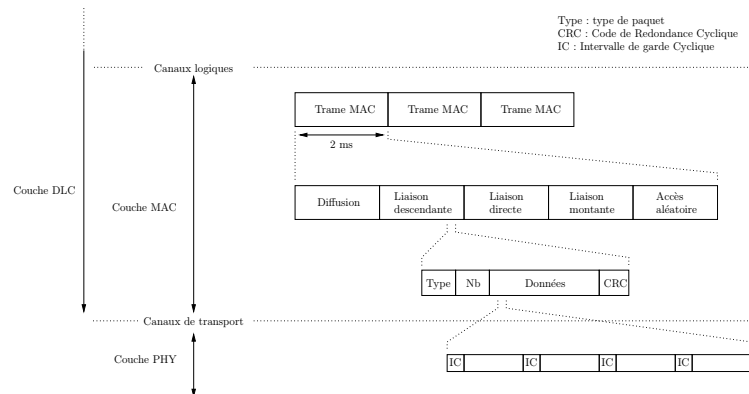 Type : type de paquet
CRC : Code de Redondance Cyclique
IC : Intervalle de garde Cyclique
Canaux logiques
Trame MAC
Trame MAC
Trame MAC
2 ms
Couche DLC
Couche MAC
Diffusion
Liaison
descendante
Liaison
directe
Liaison
montante
Accès
aléatoire
Type
Nb
Données
CRC
Canaux de transport
Couche PHY
IC
IC
IC
IC